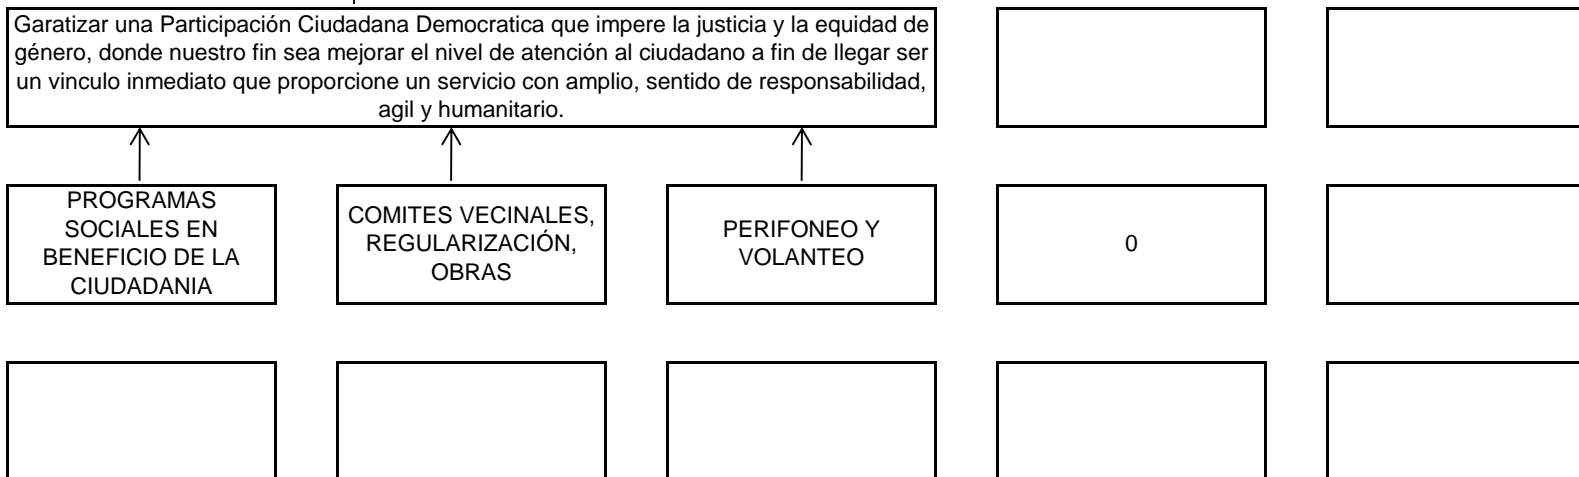 Garatizar una Participación Ciudadana Democratica que impere la justicia y la equidad de
género, donde nuestro fin sea mejorar el nivel de atención al ciudadano a fin de llegar ser
un vinculo inmediato que proporcione un servicio con amplio, sentido de responsabilidad,
agil y humanitario.
PROGRAMAS
SOCIALES EN
BENEFICIO DE LA
CIUDADANIA
COMITES VECINALES,
REGULARIZACIÓN,
OBRAS
PERIFONEO Y
VOLANTEO
0